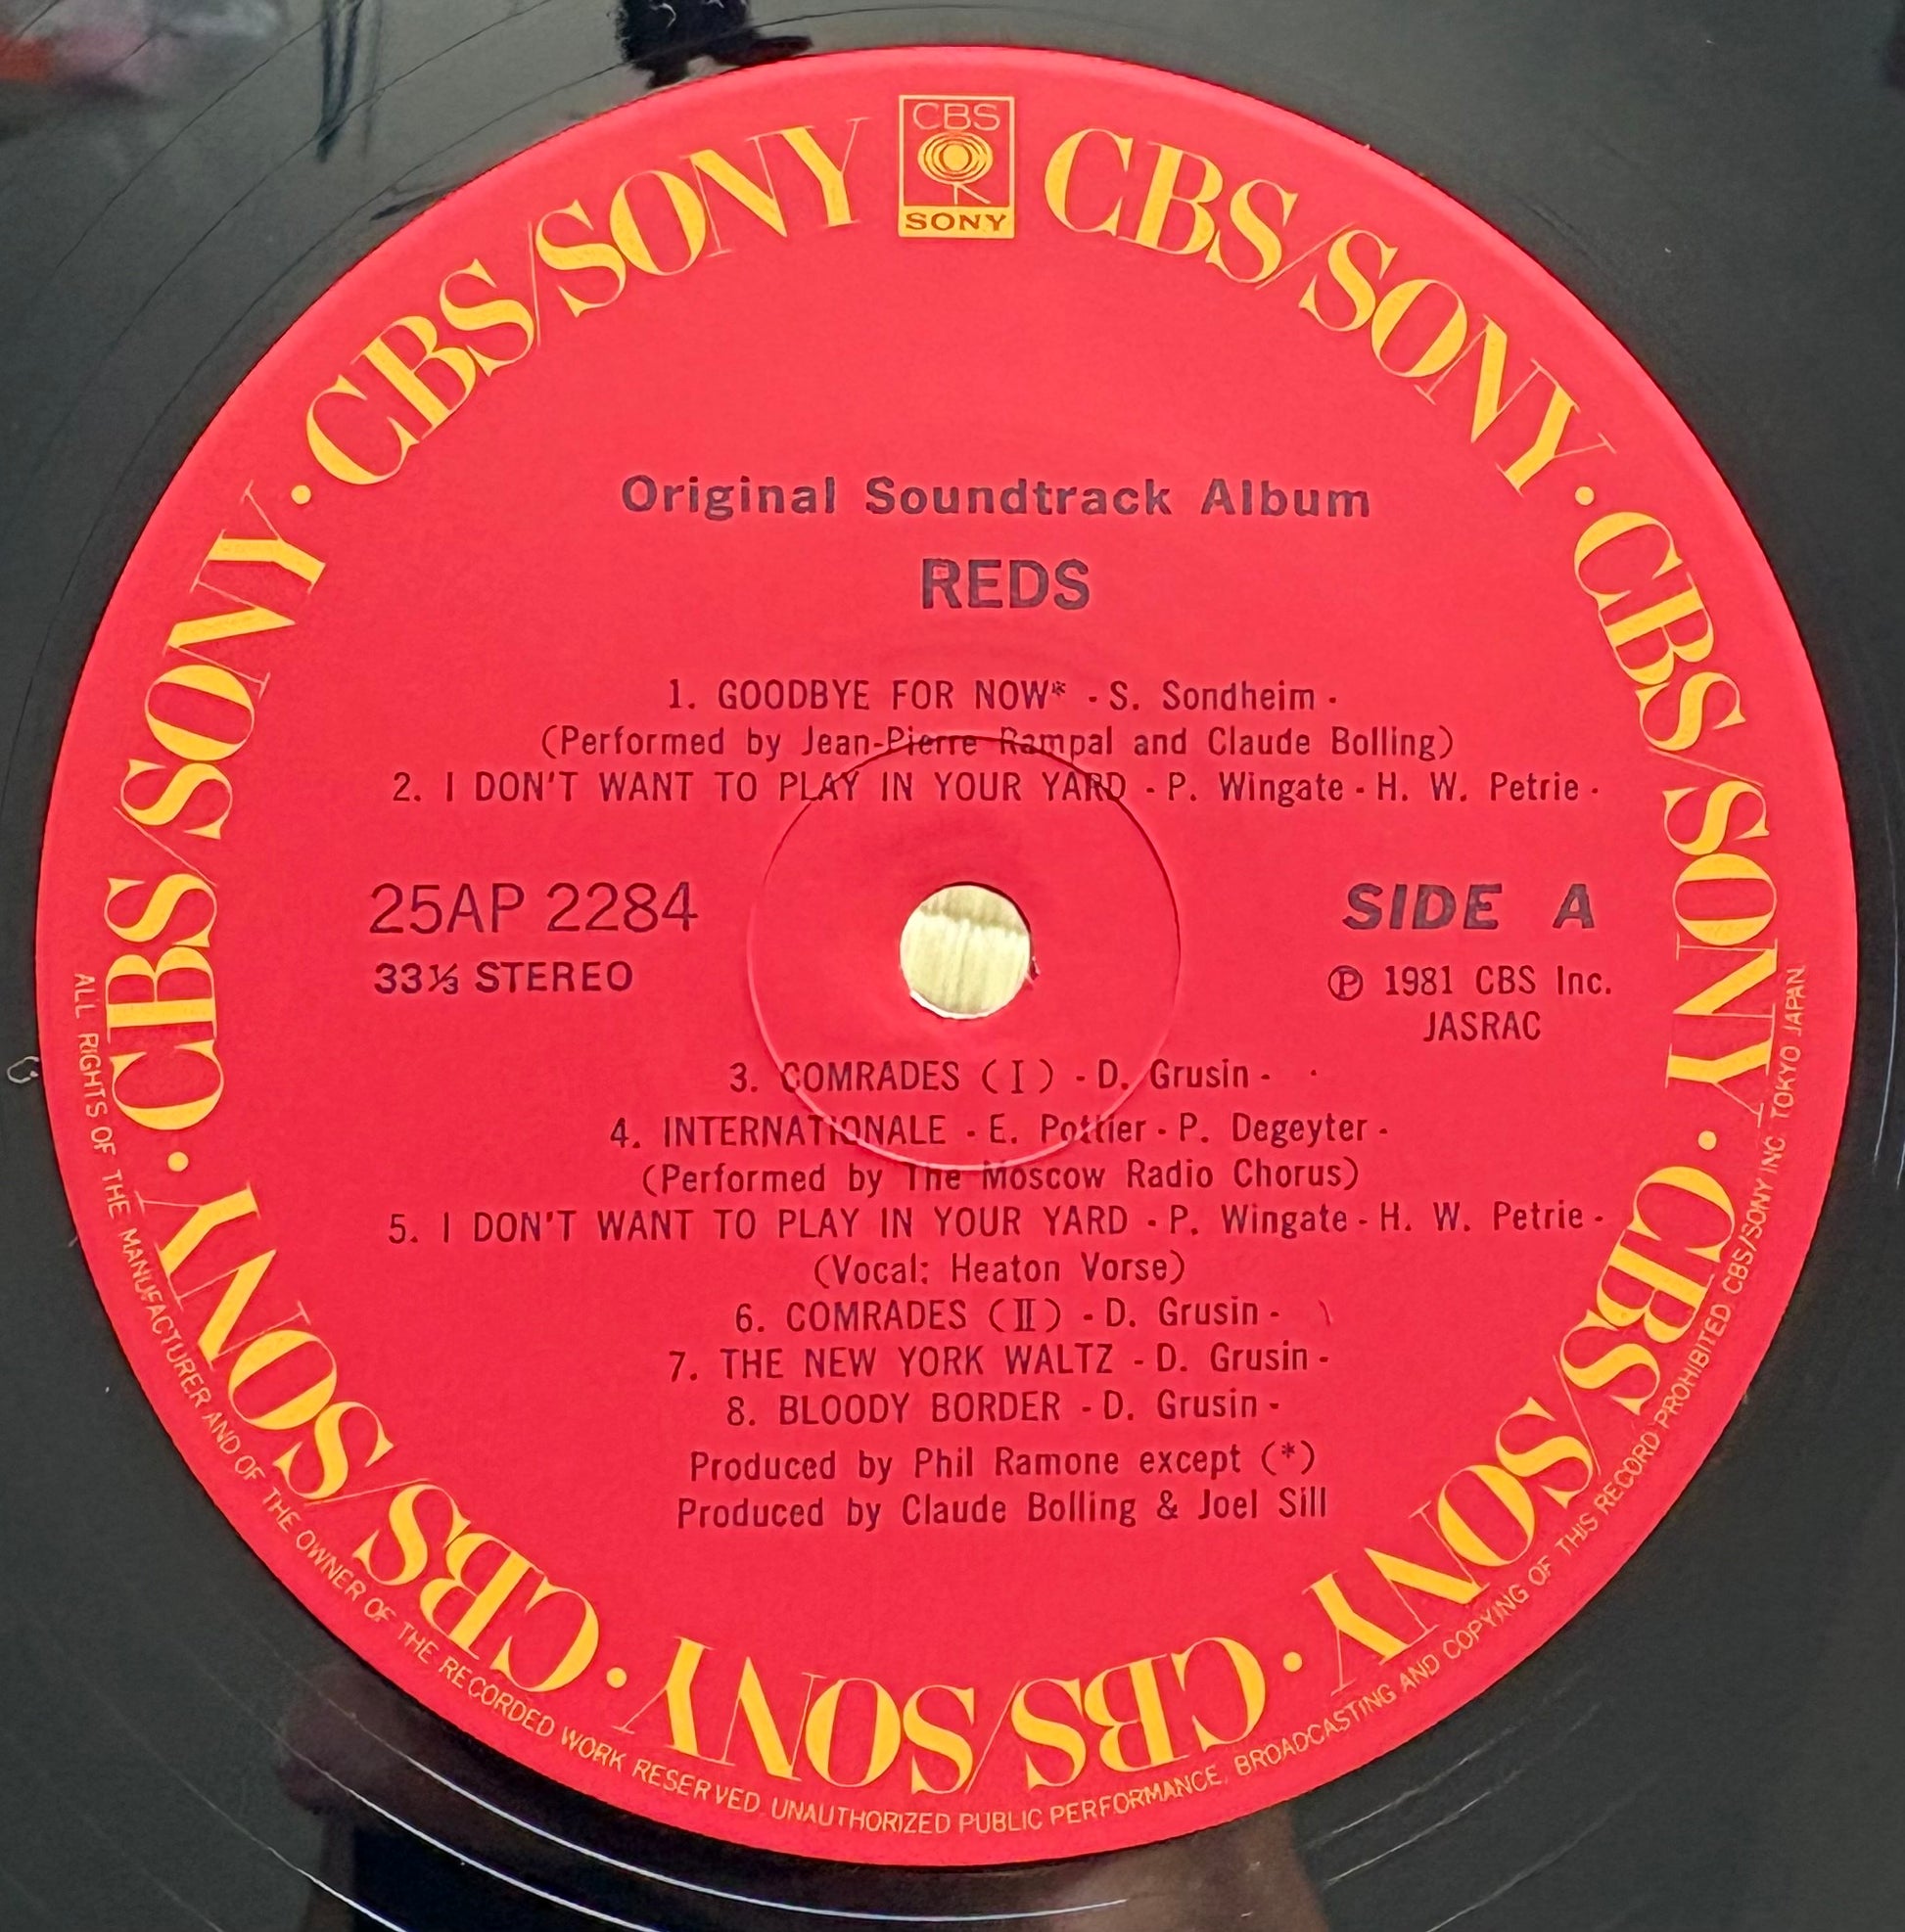 CBS
SONY
CBS/SONY · CBS/SONY · CBS/SONY · CBS/SONY · CBS/SONY · CBS/SONY · CBS/SONY
Original Soundtrack Album
REDS
1. GOODBYE FOR NOW* - S. Sondheim -
(Performed by Jean-Pierre Rampal and Claude Bolling)
2. I DON'T WANT TO PLAY IN YOUR YARD - P. Wingate - H. W. Petrie -
25AP 2284
33⅓ STEREO
SIDE A
℗ 1981 CBS Inc.
JASRAC
3. COMRADES (I) - D. Grusin -
4. INTERNATIONALE - E. Pottier - P. Degeyter -
(Performed by The Moscow Radio Chorus)
5. I DON'T WANT TO PLAY IN YOUR YARD - P. Wingate - H. W. Petrie -
(Vocal: Heaton Vorse)
6. COMRADES (II) - D. Grusin -
7. THE NEW YORK WALTZ - D. Grusin -
8. BLOODY BORDER - D. Grusin -
Produced by Phil Ramone except (*)
Produced by Claude Bolling & Joel Sill
ALL RIGHTS OF THE MANUFACTURER AND OF THE OWNER OF THE RECORDED WORK RESERVED. UNAUTHORIZED PUBLIC PERFORMANCE, BROADCASTING AND COPYING OF THIS RECORD PROHIBITED CBS/SONY INC. TOKYO JAPAN